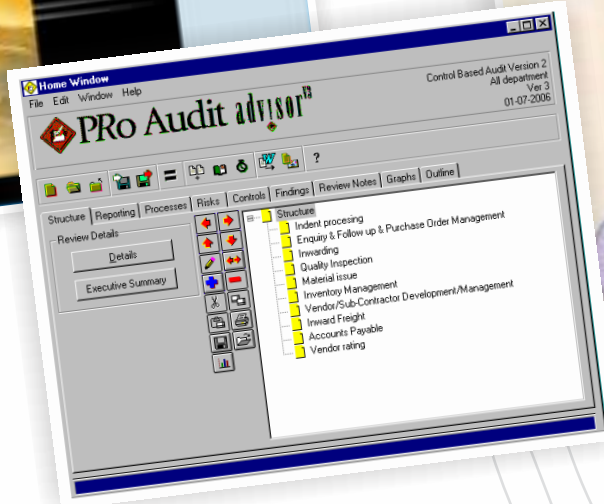 Home Window
File Edit Window Help
PRo Audit advisor
Control Based Audit Version 2
All department
Ver 3
01-07-2006
W
?
Structure Reporting Processes Risks Controls Findings Review Notes Graphs Outline
Review Details
Details
Executive Summary
Structure
Indent procesing
Enquiry & Follow up & Purchase Order Management
Inwarding
Quality Inspection
Material issue
Inventory Management
Vendor/Sub-Contractor Development/Management
Inward Freight
Accounts Payable
Vendor rating